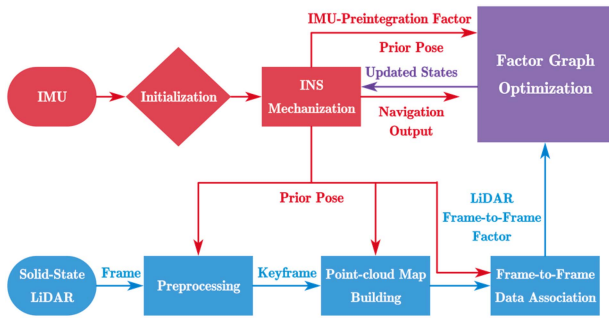 IMU-Preintegration Factor
Prior Pose
Factor Graph
Optimization
IMU
Initialization
INS
Mechanization
Updated States
Navigation
Output
Prior Pose
LiDAR
Frame-to-Frame
Factor
Solid-State
LiDAR
Frame
Preprocessing
Keyframe
Point-cloud Map
Building
Frame-to-Frame
Data Association